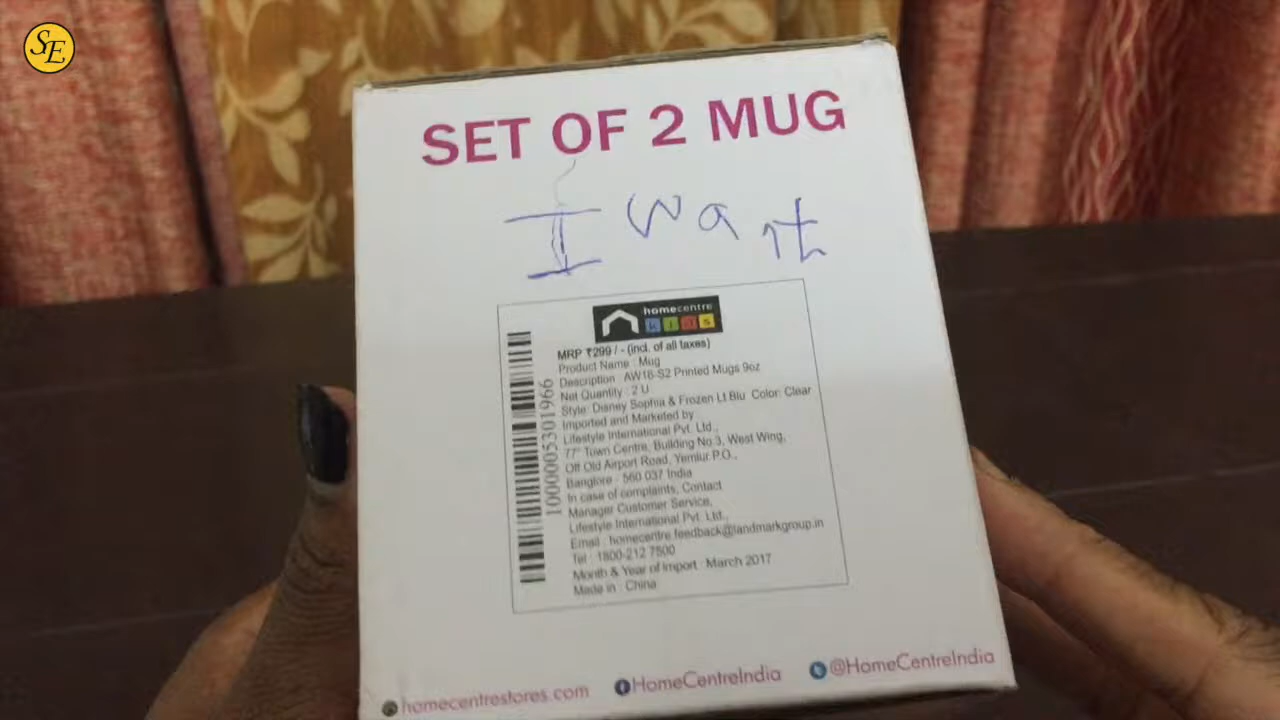 SE
SET OF 2 MUG
I want
homecentre
kids
MRP ₹299/- (incl. of all taxes)
Product Name : Mug
Description : AW16-S2 Printed Mugs 9oz
Net Quantity : 2 U
Style: Disney Sophia & Frozen Lt Blu Color: Clear
Imported and Marketed by
Lifestyle International Pvt. Ltd.,
77° Town Centre, Building No.3, West Wing,
Off Old Airport Road, Yemlur P.O.,
Banglore - 560 037 India
In case of complaints, Contact
Manager Customer Service,
Lifestyle International Pvt. Ltd.,
Email : homecentre.feedback@landmarkgroup.in
Tel : 1800-212 7500
Month & Year of Import : March 2017
Made in : China
1000005301966
homecentrestores.com
HomeCentreIndia
@HomeCentreIndia